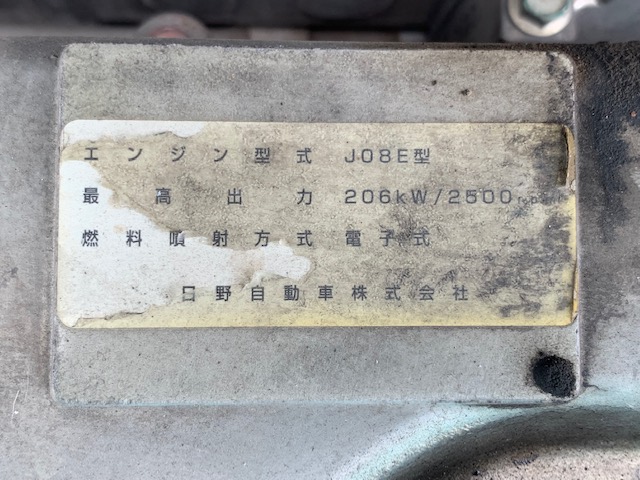 エンジン型式 J08E型
最高出力 206kW/2500rpm
燃料噴射方式 電子式
日野自動車株式会社